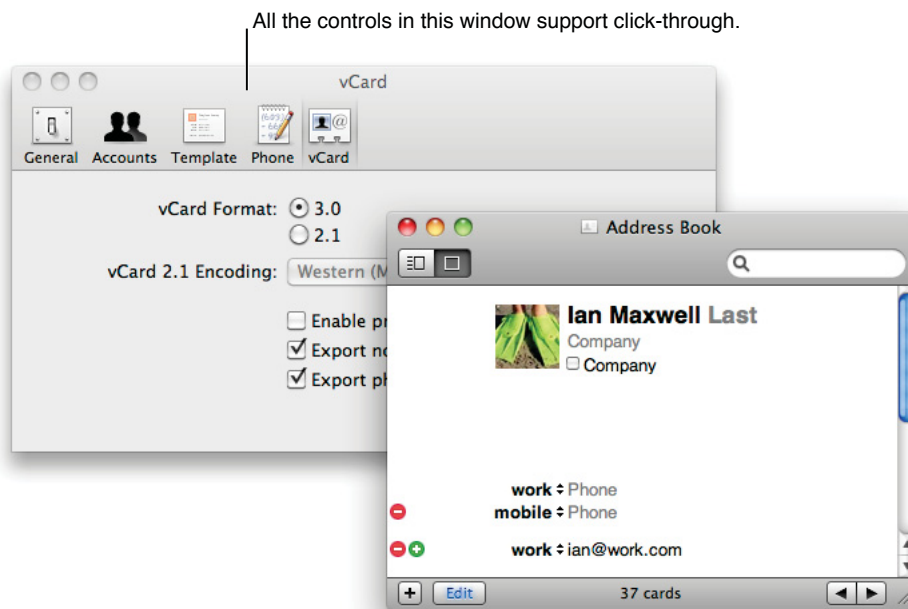 All the controls in this window support click-through.
vCard
General Accounts Template Phone vCard
vCard Format: 3.0
2.1
vCard 2.1 Encoding: Western (M
Enable pr
Export no
Export ph
Address Book
Ian Maxwell Last
Company
Company
work Phone
mobile Phone
work ian@work.com
Edit 37 cards